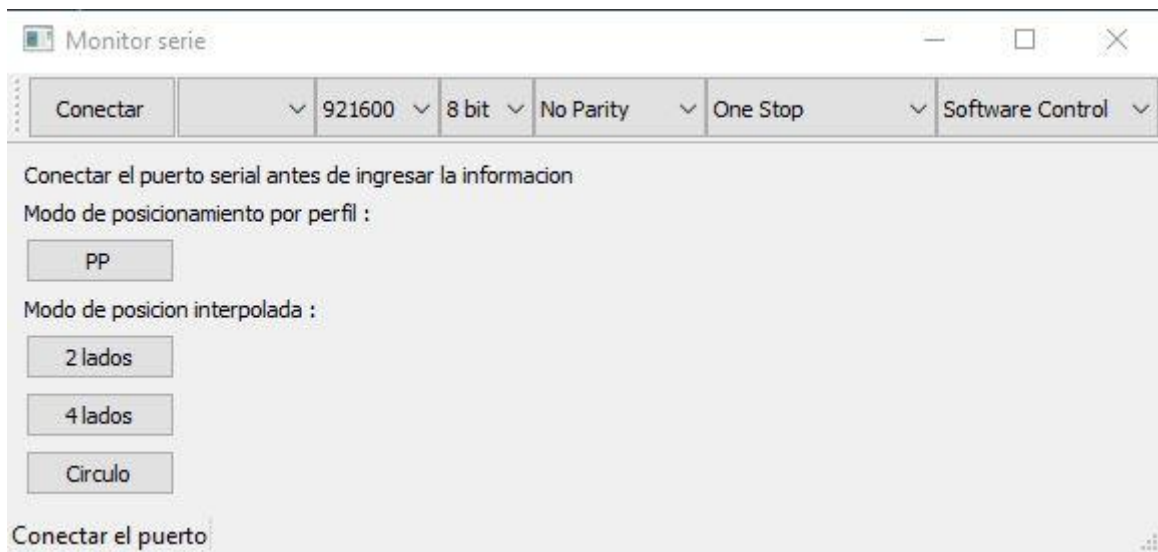 Monitor serie
Conectar 921600 8 bit No Parity One Stop Software Control
Conectar el puerto serial antes de ingresar la informacion
Modo de posicionamiento por perfil :
PP
Modo de posicion interpolada :
2 lados
4 lados
Circulo
Conectar el puerto